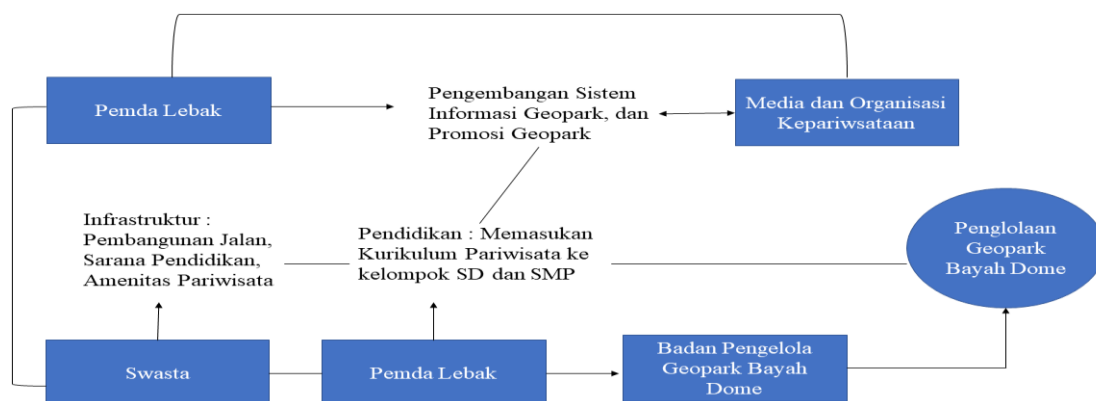 Pemda Lebak
Pengembangan Sistem
Informasi Geopark, dan
Promosi Geopark
Media dan Organisasi
Kepariwsataan
Infrastruktur :
Pembangunan Jalan,
Sarana Pendidikan,
Amenitas Pariwisata
Pendidikan : Memasukan
Kurikulum Pariwisata ke
kelompok SD dan SMP
Penglolaan
Geopark
Bayah Dome
Swasta
Pemda Lebak
Badan Pengelola
Geopark Bayah
Dome